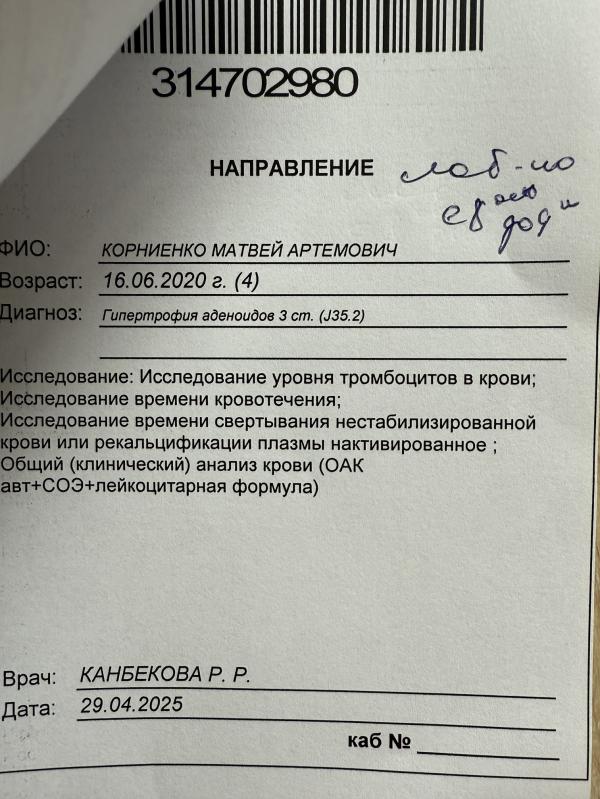 314702980
НАПРАВЛЕНИЕ
ФИО: КОРНИЕНКО МАТВЕЙ АРТЕМОВИЧ
Возраст: 16.06.2020 г. (4)
Диагноз: Гипертрофия аденоидов 3 ст. (J35.2)
Исследование: Исследование уровня тромбоцитов в крови;
Исследование времени кровотечения;
Исследование времени свертывания нестабилизированной
крови или рекальцификации плазмы нактивированное ;
Общий (клинический) анализ крови (ОАК
авт+СОЭ+лейкоцитарная формула)
Врач: КАНБЕКОВА Р. Р.
Дата: 29.04.2025
каб №